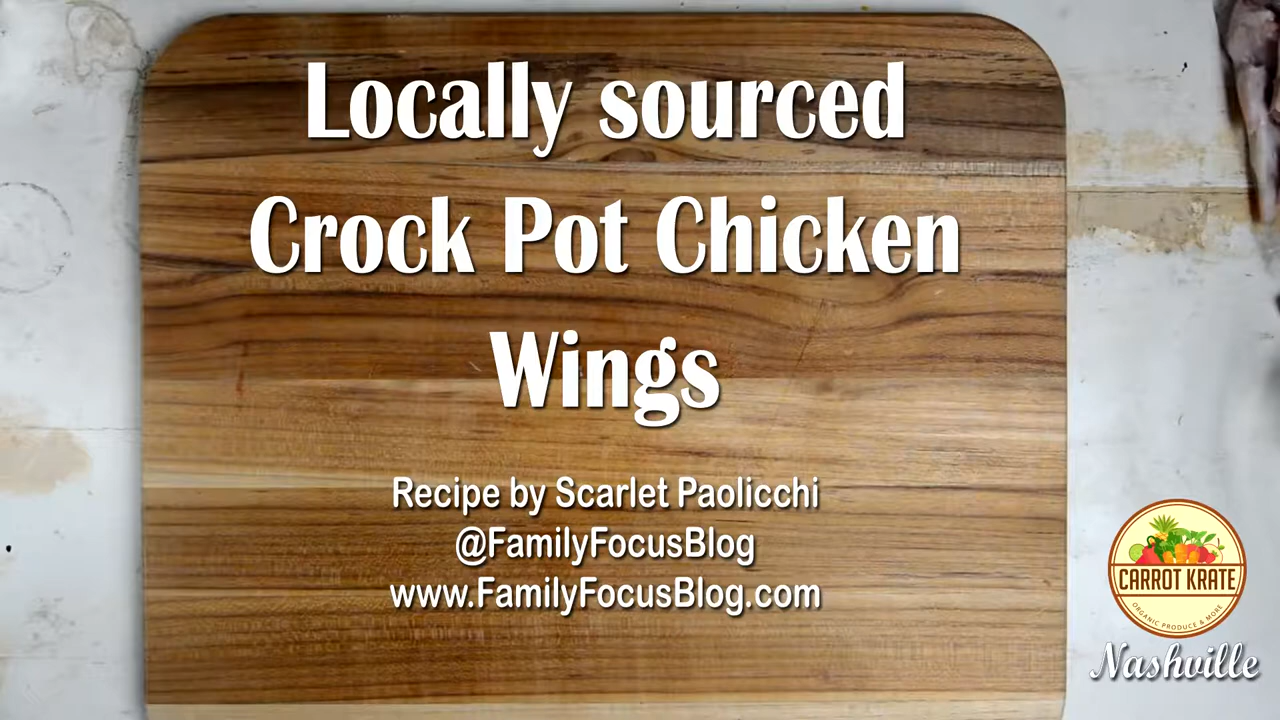 Locally sourced
Crock Pot Chicken
Wings
Recipe by Scarlet Paolicchi
@FamilyFocusBlog
www.FamilyFocusBlog.com
CARROT KRATE
ORGANIC PRODUCE & MORE
Nashville